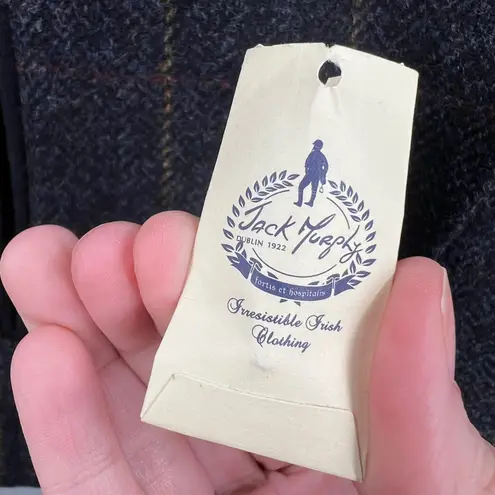 Jack Murphy
DUBLIN 1922
fortis et hospitalis
Irresistible Irish
Clothing